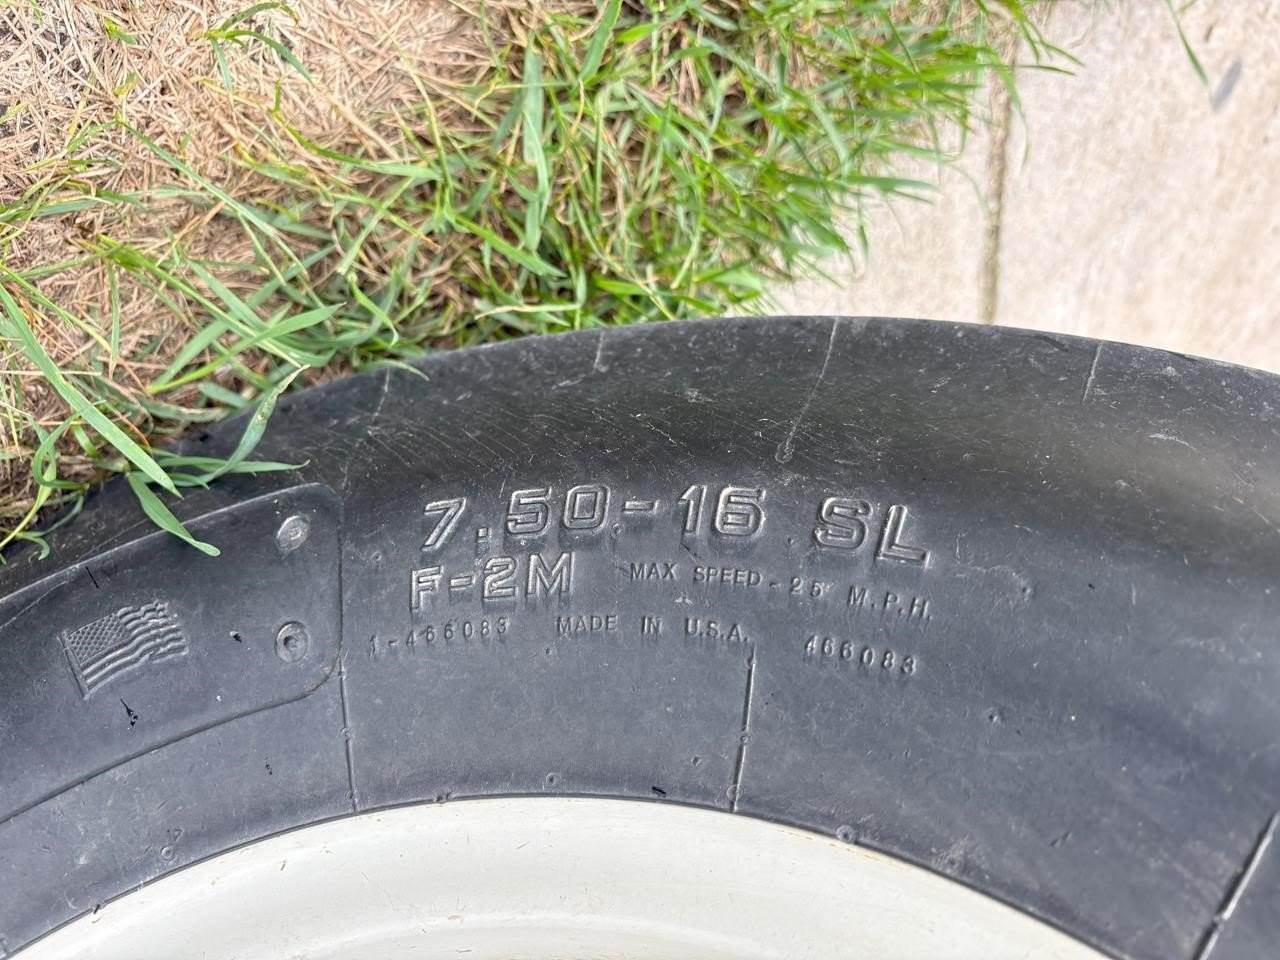 7.50-16 SL
F-2M MAX SPEED - 25 M.P.H.
1-466083 MADE IN U.S.A. 466083